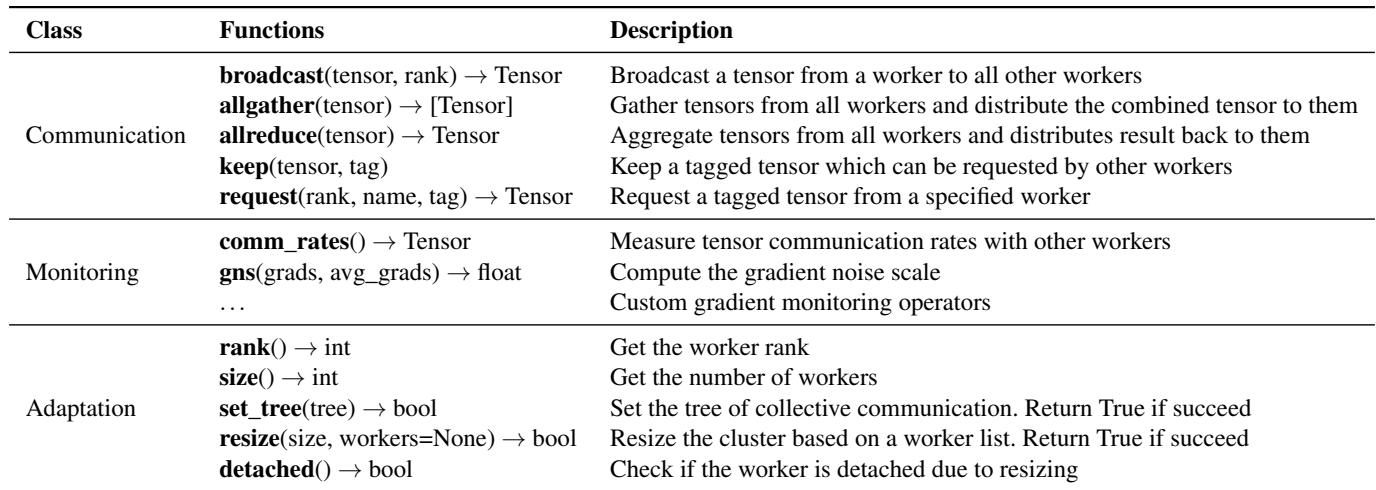 Class Functions Description
broadcast(tensor, rank) → Tensor Broadcast a tensor from a worker to all other workers
allgather(tensor) → [Tensor] Gather tensors from all workers and distribute the combined tensor to them
Communication allreduce(tensor) → Tensor Aggregate tensors from all workers and distributes result back to them
keep(tensor, tag) Keep a tagged tensor which can be requested by other workers
request(rank, name, tag) → Tensor Request a tagged tensor from a specified worker
comm_rates() → Tensor Measure tensor communication rates with other workers
Monitoring gns(grads, avg_grads) → float Compute the gradient noise scale
... Custom gradient monitoring operators
rank() → int Get the worker rank
size() → int Get the number of workers
Adaptation set_tree(tree) → bool Set the tree of collective communication. Return True if succeed
resize(size, workers=None) → bool Resize the cluster based on a worker list. Return True if succeed
detached() → bool Check if the worker is detached due to resizing